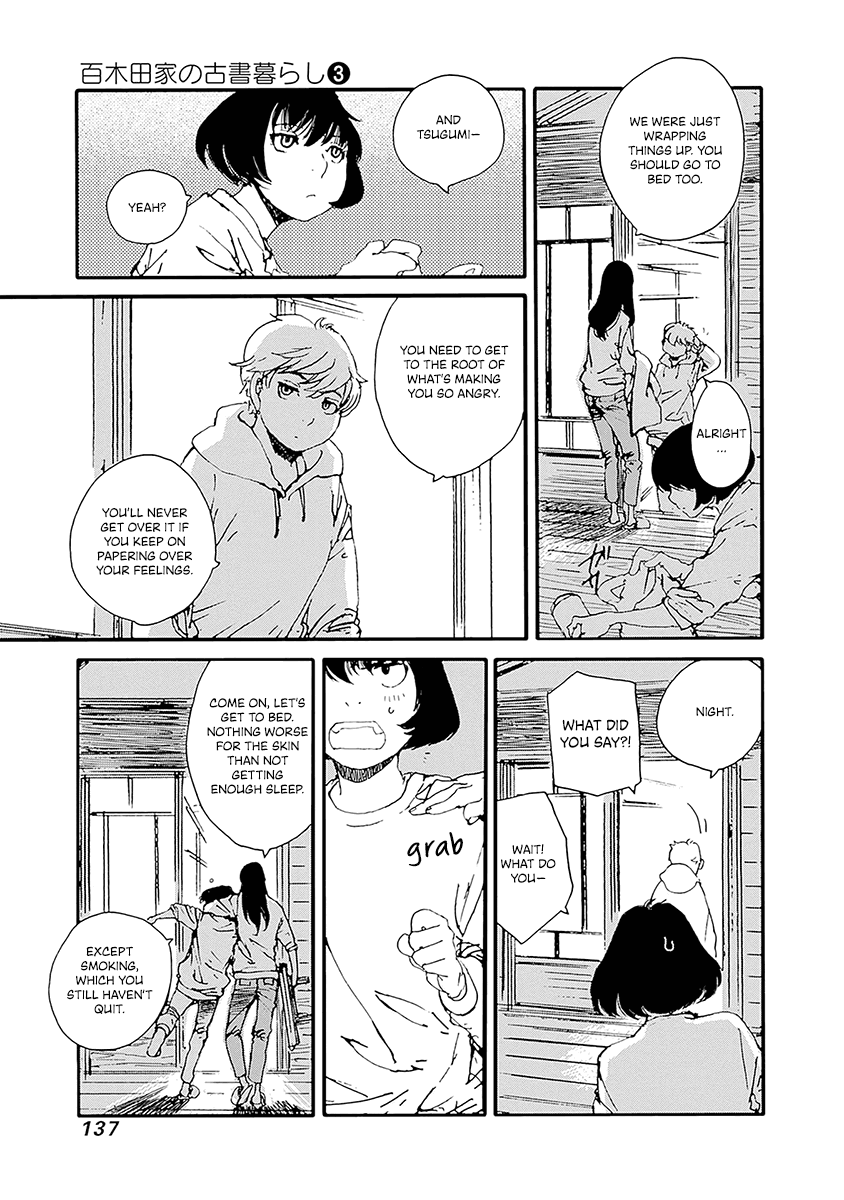 百木田家の古書暮らし❸
WE WERE JUST
WRAPPING
THINGS UP. YOU
SHOULD GO TO
BED TOO.
ALRIGHT
...
AND
TSUGUMI—
YEAH?
YOU NEED TO GET
TO THE ROOT OF
WHAT'S MAKING
YOU SO ANGRY.
YOU'LL NEVER
GET OVER IT IF
YOU KEEP ON
PAPERING OVER
YOUR FEELINGS.
NIGHT.
WHAT DID
YOU SAY?!
WAIT!
WHAT DO
YOU—
grab
COME ON, LET'S
GET TO BED.
NOTHING WORSE
FOR THE SKIN
THAN NOT
GETTING
ENOUGH SLEEP.
EXCEPT
SMOKING,
WHICH YOU
STILL HAVEN'T
QUIT.
137